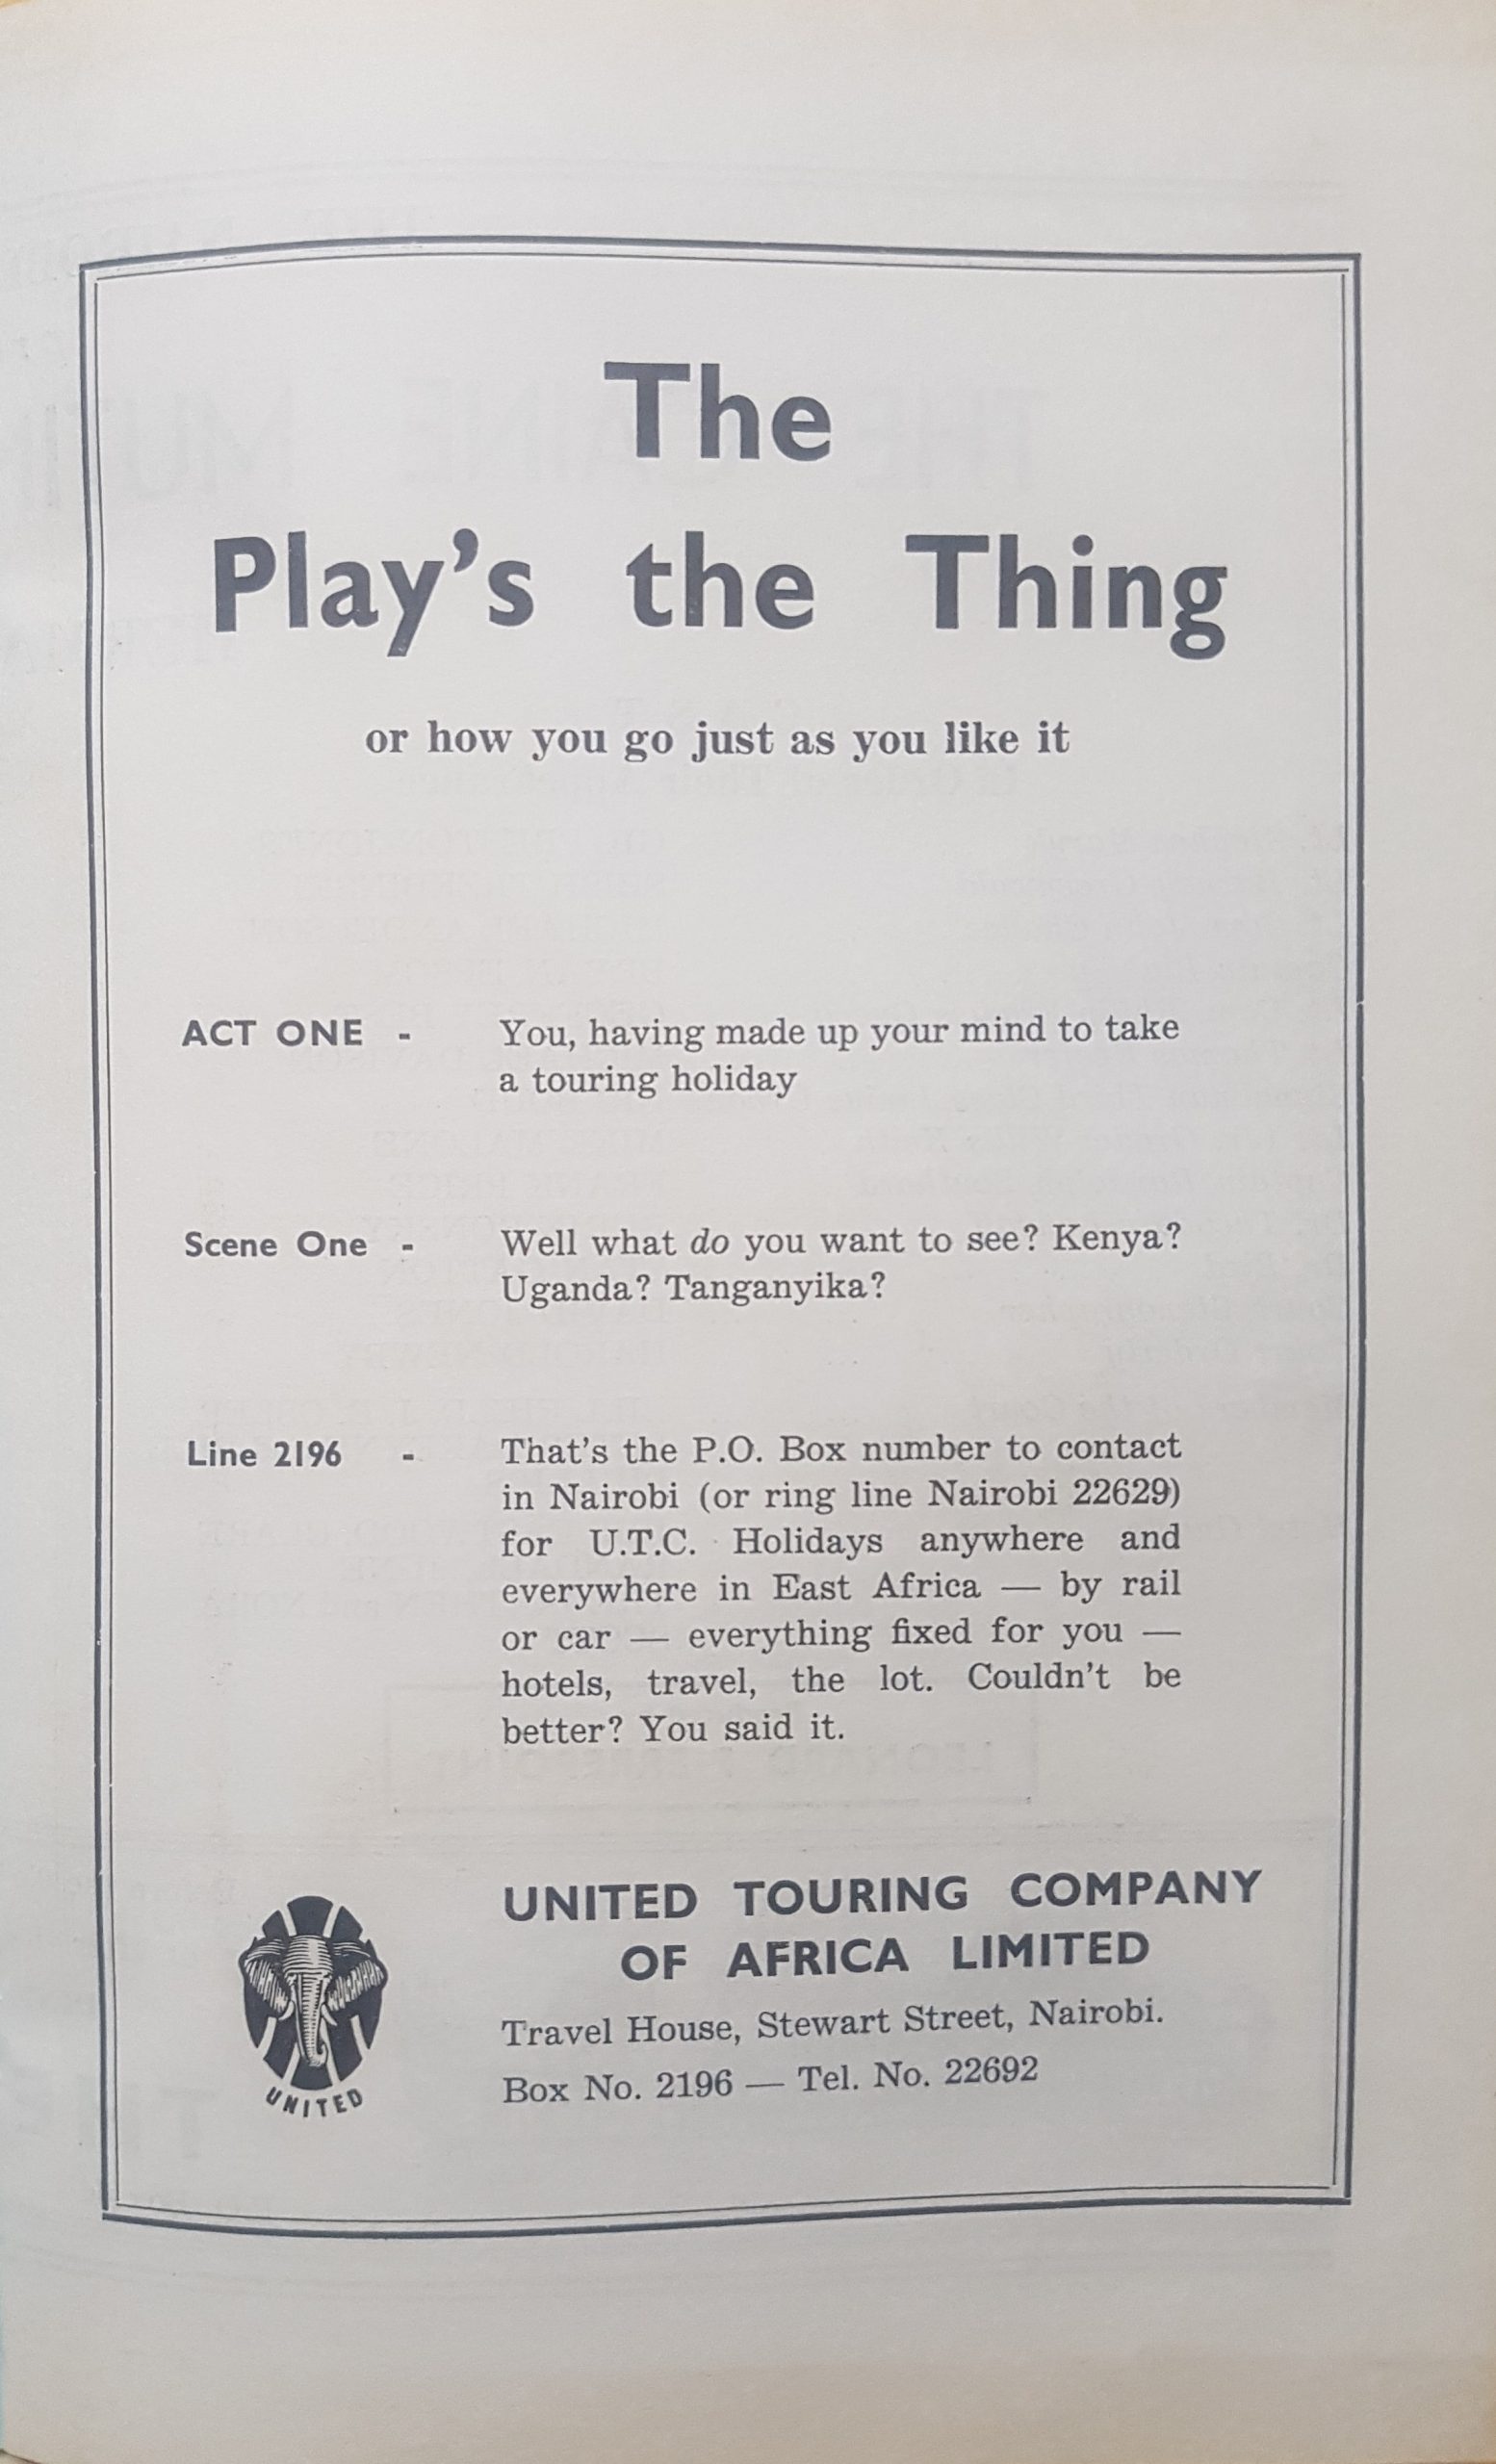 The
Play's the Thing
or how you go just as you like it
ACT ONE - You, having made up your mind to take
a touring holiday
Scene One - Well what do you want to see? Kenya?
Uganda? Tanganyika?
Line 2196 - That's the P.O. Box number to contact
in Nairobi (or ring line Nairobi 22629)
for U.T.C. Holidays anywhere and
everywhere in East Africa — by rail
or car — everything fixed for you —
hotels, travel, the lot. Couldn't be
better? You said it.
UNITED TOURING COMPANY
OF AFRICA LIMITED
Travel House, Stewart Street, Nairobi.
Box No. 2196 — Tel. No. 22692
UNITED